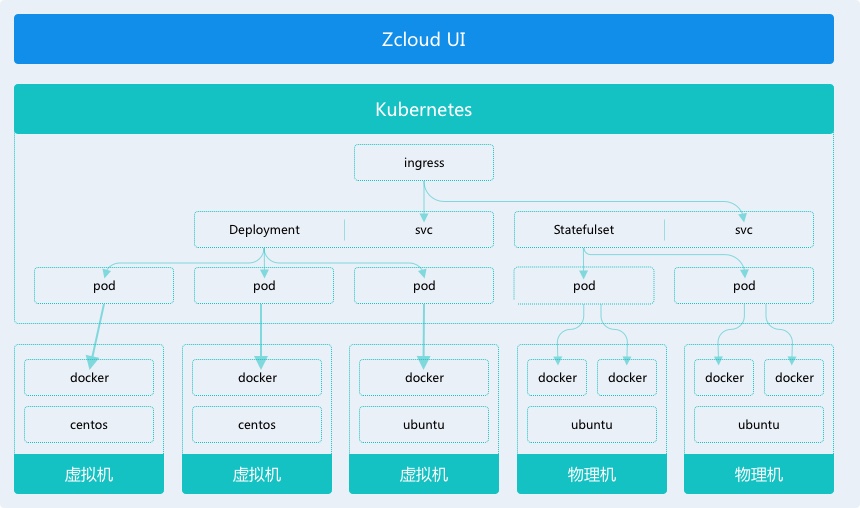 Zcloud UI
Kubernetes
ingress
Deployment svc Statefulset svc
pod pod pod pod pod
docker docker docker docker docker docker docker
centos centos ubuntu ubuntu ubuntu
虚拟机 虚拟机 虚拟机 物理机 物理机